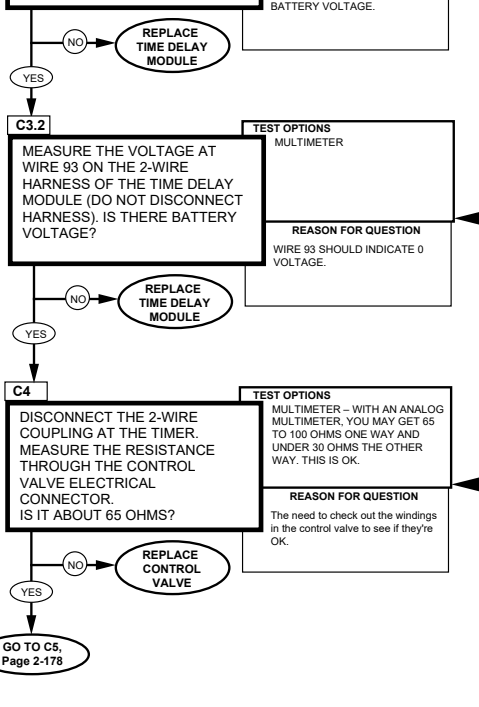 BATTERY VOLTAGE.
NO
REPLACE
TIME DELAY
MODULE
YES
C3.2
MEASURE THE VOLTAGE AT
WIRE 93 ON THE 2-WIRE
HARNESS OF THE TIME DELAY
MODULE (DO NOT DISCONNECT
HARNESS). IS THERE BATTERY
VOLTAGE?
TEST OPTIONS
MULTIMETER
REASON FOR QUESTION
WIRE 93 SHOULD INDICATE 0
VOLTAGE.
NO
REPLACE
TIME DELAY
MODULE
YES
C4
DISCONNECT THE 2-WIRE
COUPLING AT THE TIMER.
MEASURE THE RESISTANCE
THROUGH THE CONTROL
VALVE ELECTRICAL
CONNECTOR.
IS IT ABOUT 65 OHMS?
TEST OPTIONS
MULTIMETER – WITH AN ANALOG
MULTIMETER, YOU MAY GET 65
TO 100 OHMS ONE WAY AND
UNDER 30 OHMS THE OTHER
WAY. THIS IS OK.
REASON FOR QUESTION
The need to check out the windings
in the control valve to see if they're
OK.
NO
REPLACE
CONTROL
VALVE
YES
GO TO C5,
Page 2-178